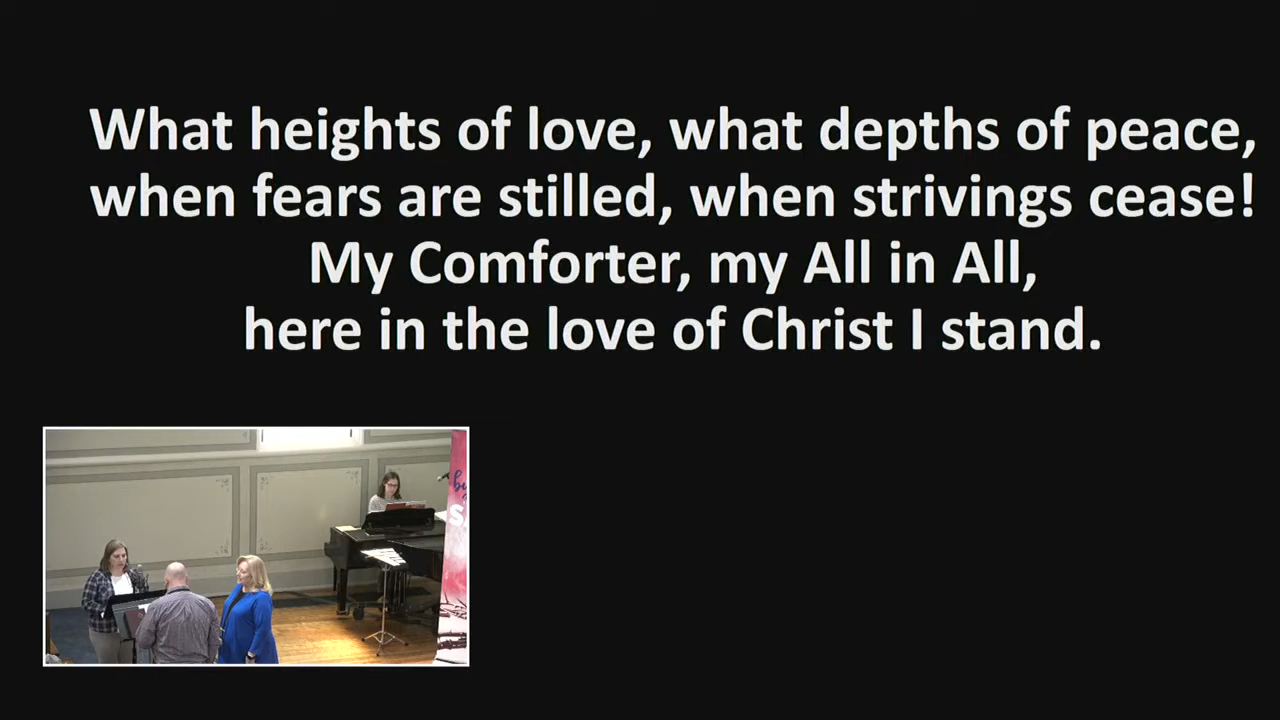 What heights of love, what depths of peace,
when fears are stilled, when strivings cease!
My Comforter, my All in All,
here in the love of Christ I stand.